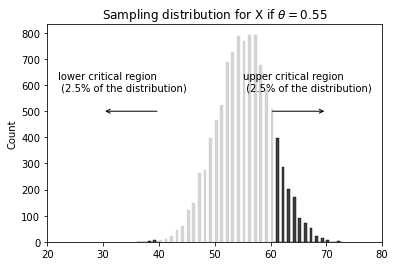 Sampling distribution for X if θ = 0.55
800
700
600
500
400
300
200
100
0
Count
lower critical region
(2.5% of the distribution)
upper critical region
(2.5% of the distribution)
20 30 40 50 60 70 80